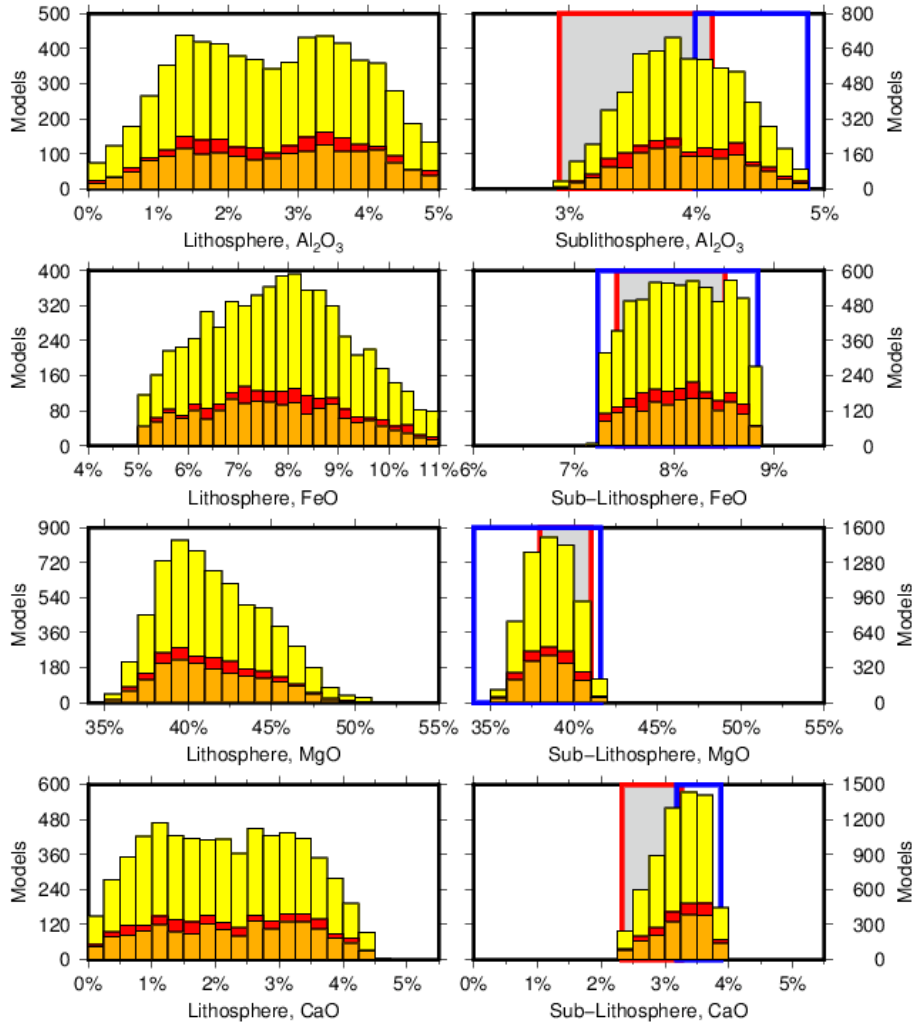 500 400 300 200 100 0
Models
0% 1% 2% 3% 4% 5%
Lithosphere, Al₂O₃
800 640 480 320 160 0
Models
3% 4% 5%
Sublithosphere, Al₂O₃
400 320 240 160 80 0
Models
4% 5% 6% 7% 8% 9% 10% 11%
Lithosphere, FeO
600 480 360 240 120 0
Models
6% 7% 8% 9%
Sub−Lithosphere, FeO
900 720 540 360 180 0
Models
35% 40% 45% 50% 55%
Lithosphere, MgO
1600 1280 960 640 320 0
Models
35% 40% 45% 50% 55%
Sub−Lithosphere, MgO
600 480 360 240 120 0
Models
0% 1% 2% 3% 4% 5%
Lithosphere, CaO
1500 1200 900 600 300 0
Models
0% 1% 2% 3% 4% 5%
Sub−Lithosphere, CaO